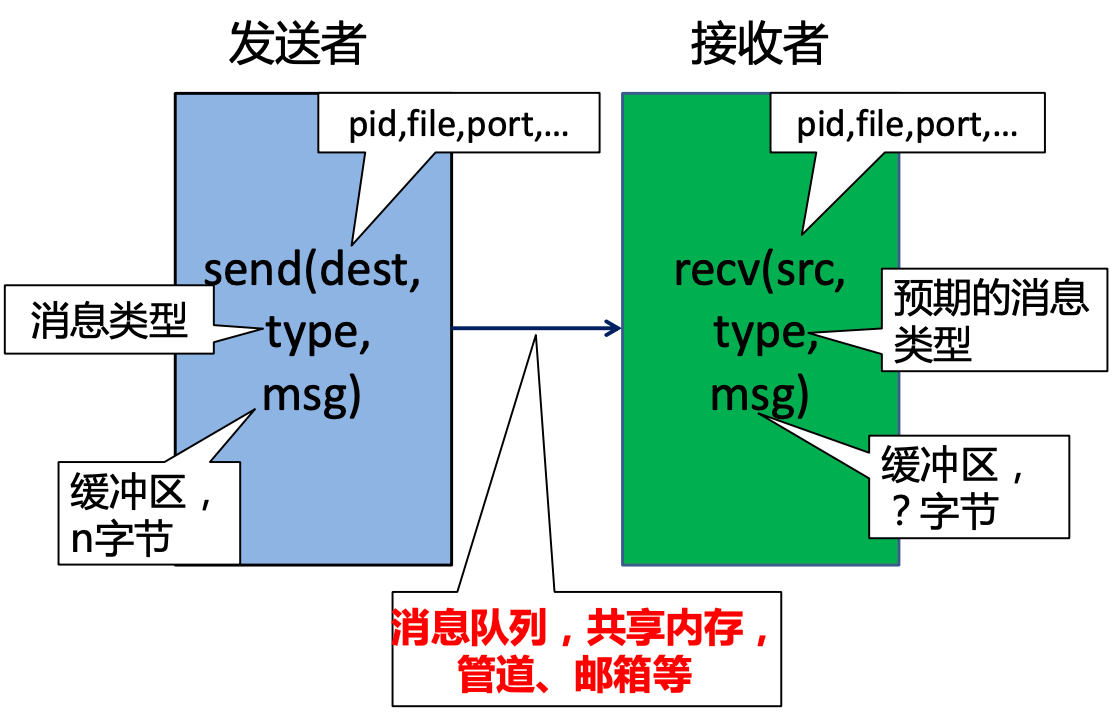 发送者
接收者
pid,file,port,...
pid,file,port,...
send(dest,
type,
msg)
消息类型
缓冲区，
n字节
recv(src,
type,
msg)
预期的消息
类型
缓冲区，
？字节
消息队列，共享内存，
管道、邮箱等